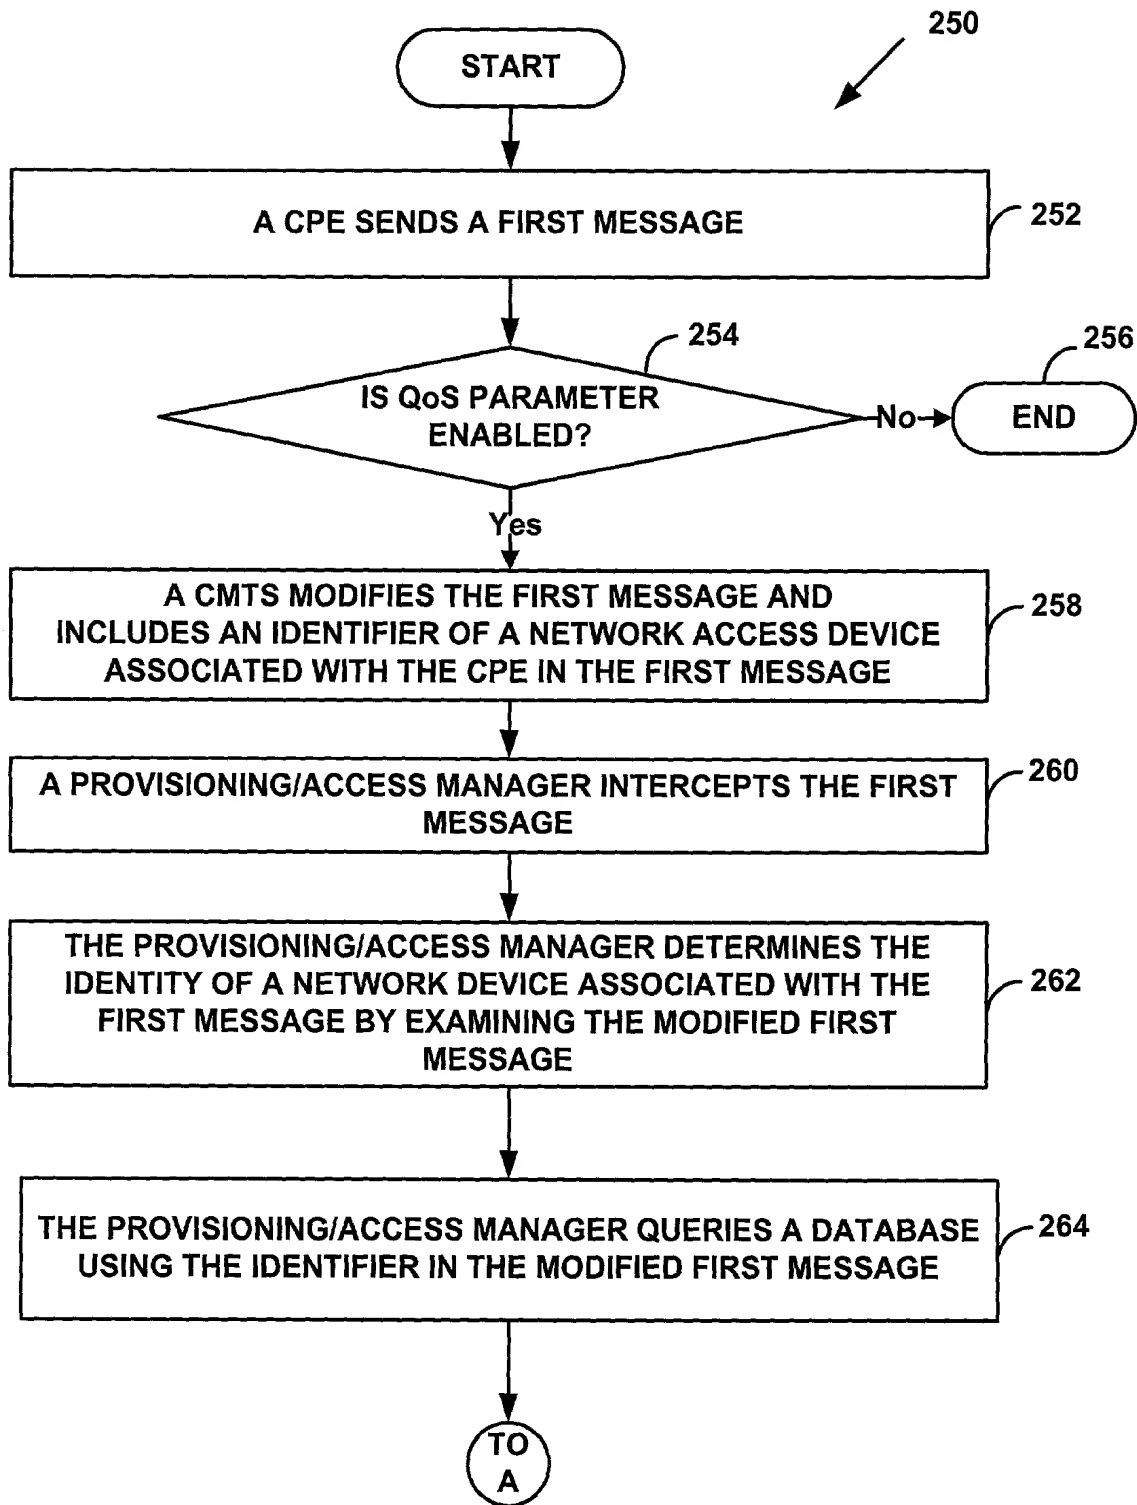 250
START
A CPE SENDS A FIRST MESSAGE
252
254
256
IS QoS PARAMETER
ENABLED?
No
END
Yes
A CMTS MODIFIES THE FIRST MESSAGE AND
INCLUDES AN IDENTIFIER OF A NETWORK ACCESS DEVICE
ASSOCIATED WITH THE CPE IN THE FIRST MESSAGE
258
A PROVISIONING/ACCESS MANAGER INTERCEPTS THE FIRST
MESSAGE
260
THE PROVISIONING/ACCESS MANAGER DETERMINES THE
IDENTITY OF A NETWORK DEVICE ASSOCIATED WITH THE
FIRST MESSAGE BY EXAMINING THE MODIFIED FIRST
MESSAGE
262
THE PROVISIONING/ACCESS MANAGER QUERIES A DATABASE
USING THE IDENTIFIER IN THE MODIFIED FIRST MESSAGE
264
TO
A